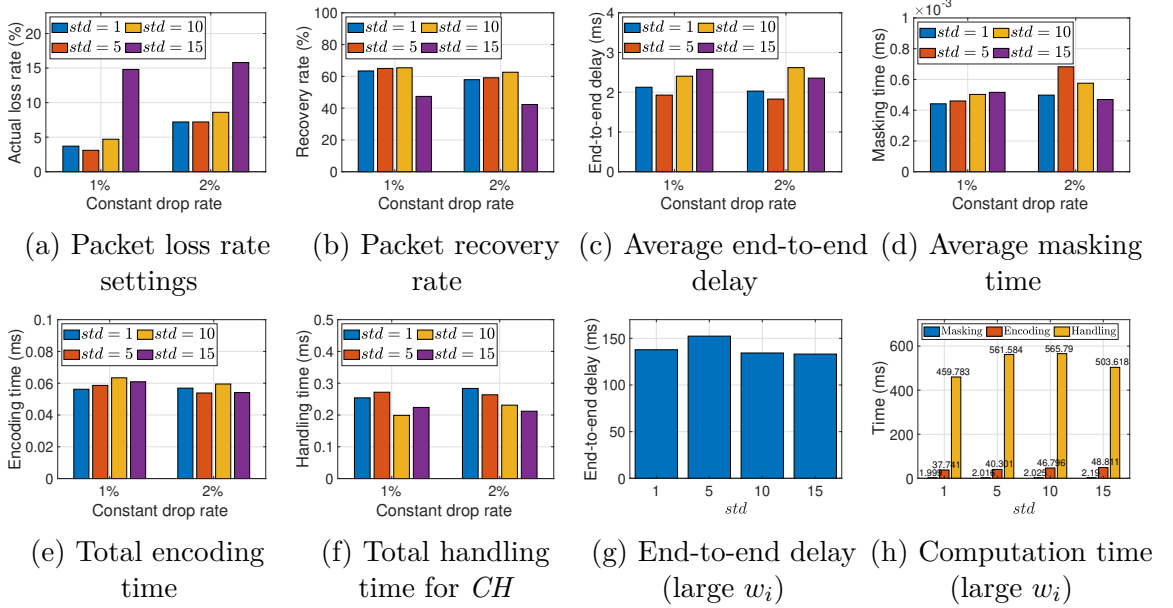 Actual loss rate (%)
20
15
10
5
0
std = 1 std = 10
std = 5 std = 15
1% 2%
Constant drop rate
(a) Packet loss rate
settings
Recovery rate (%)
100
80
60
40
20
0
std = 1 std = 10
std = 5 std = 15
1% 2%
Constant drop rate
(b) Packet recovery
rate
End-to-end delay (ms)
4
3
2
1
0
std = 1 std = 10
std = 5 std = 15
1% 2%
Constant drop rate
(c) Average end-to-end
delay
×10^-3
Masking time (ms)
1
0.8
0.6
0.4
0.2
0
std = 1 std = 10
std = 5 std = 15
1% 2%
Constant drop rate
(d) Average masking
time
Encoding time (ms)
0.1
0.08
0.06
0.04
0.02
0
std = 1 std = 10
std = 5 std = 15
1% 2%
Constant drop rate
(e) Total encoding
time
Handling time (ms)
0.5
0.4
0.3
0.2
0.1
0
std = 1 std = 10
std = 5 std = 15
1% 2%
Constant drop rate
(f) Total handling
time for CH
End-to-end delay (ms)
150
100
50
0
1 5 10 15
std
(g) End-to-end delay
(large w_i)
Time (ms)
600
400
200
0
Masking Encoding Handling
459.783 561.584 565.79 503.618
37.741 40.301 46.796 48.811
1.999 2.016 2.025 2.19
1 5 10 15
std
(h) Computation time
(large w_i)